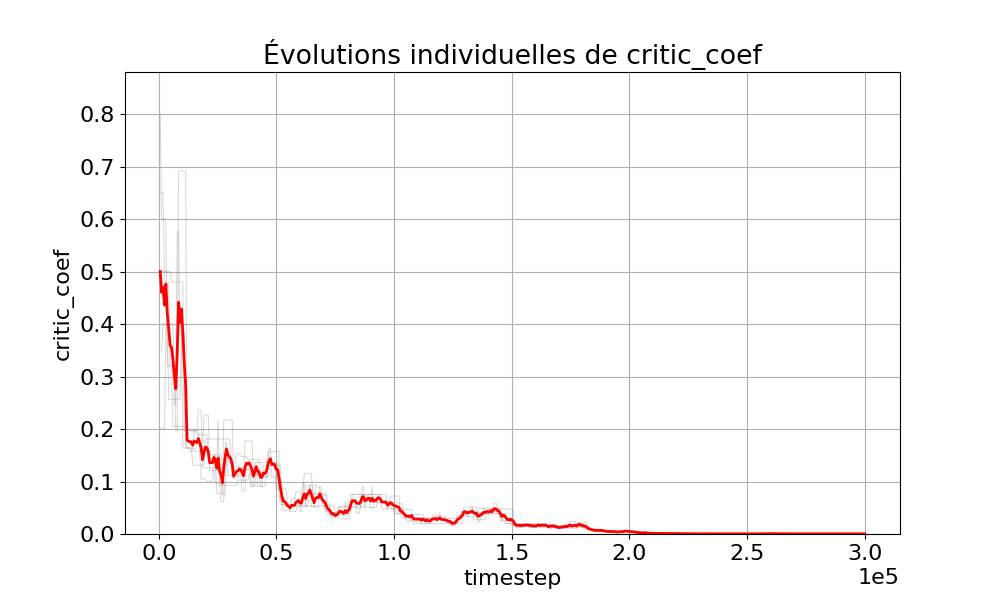 Évolutions individuelles de critic_coef
critic_coef
0.8
0.7
0.6
0.5
0.4
0.3
0.2
0.1
0.0
0.0 0.5 1.0 1.5 2.0 2.5 3.0
timestep
1e5